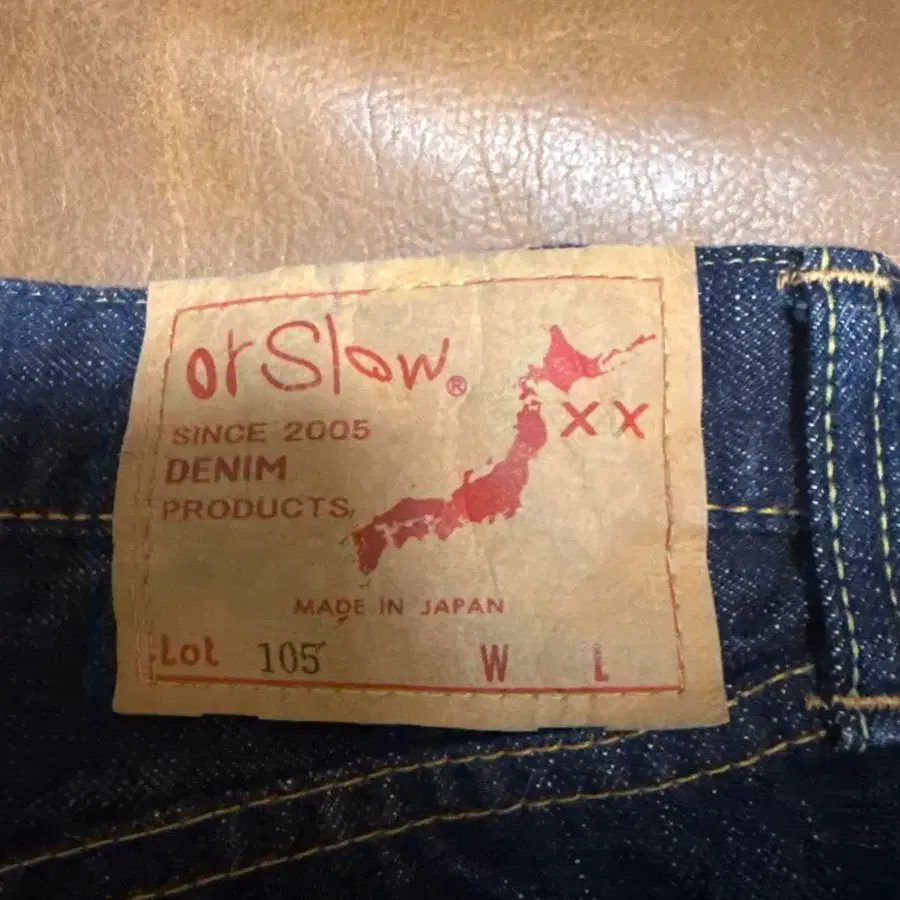 orSlow®
XX
SINCE 2005
DENIM
PRODUCTS,
MADE IN JAPAN
Lot 105 W L